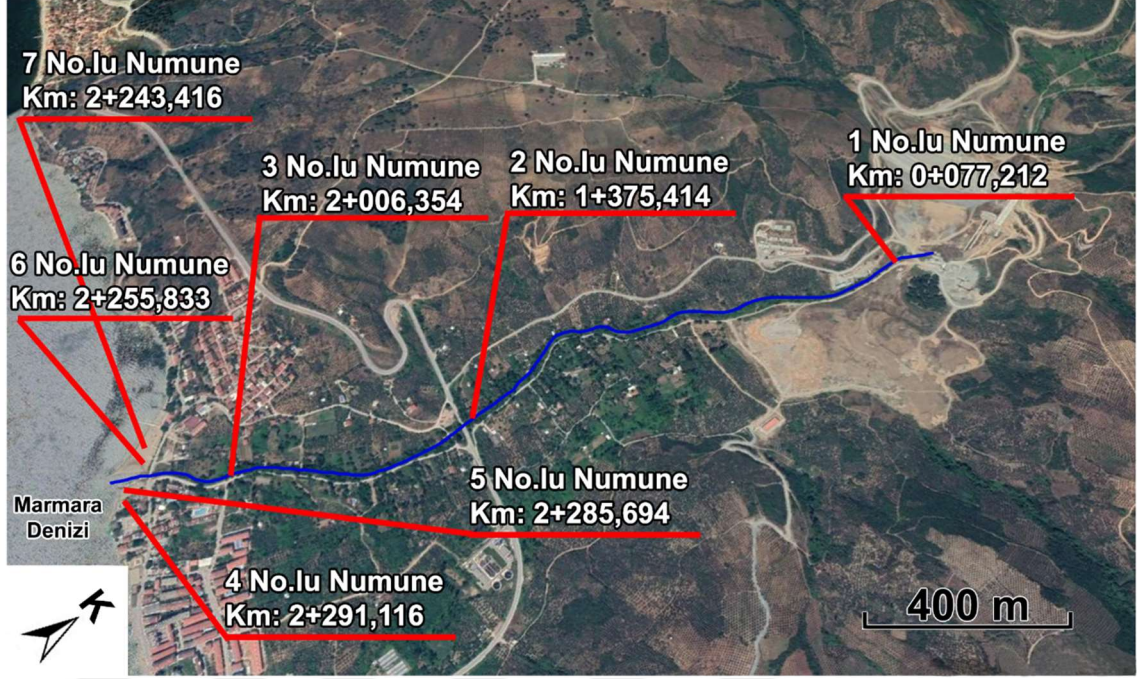 7 No.lu Numune
Km: 2+243,416
1 No.lu Numune
Km: 0+077,212
3 No.lu Numune
Km: 2+006,354
2 No.lu Numune
Km: 1+375,414
6 No.lu Numune
Km: 2+255,833
5 No.lu Numune
Km: 2+285,694
Marmara
Denizi
4 No.lu Numune
Km: 2+291,116
K
400 m